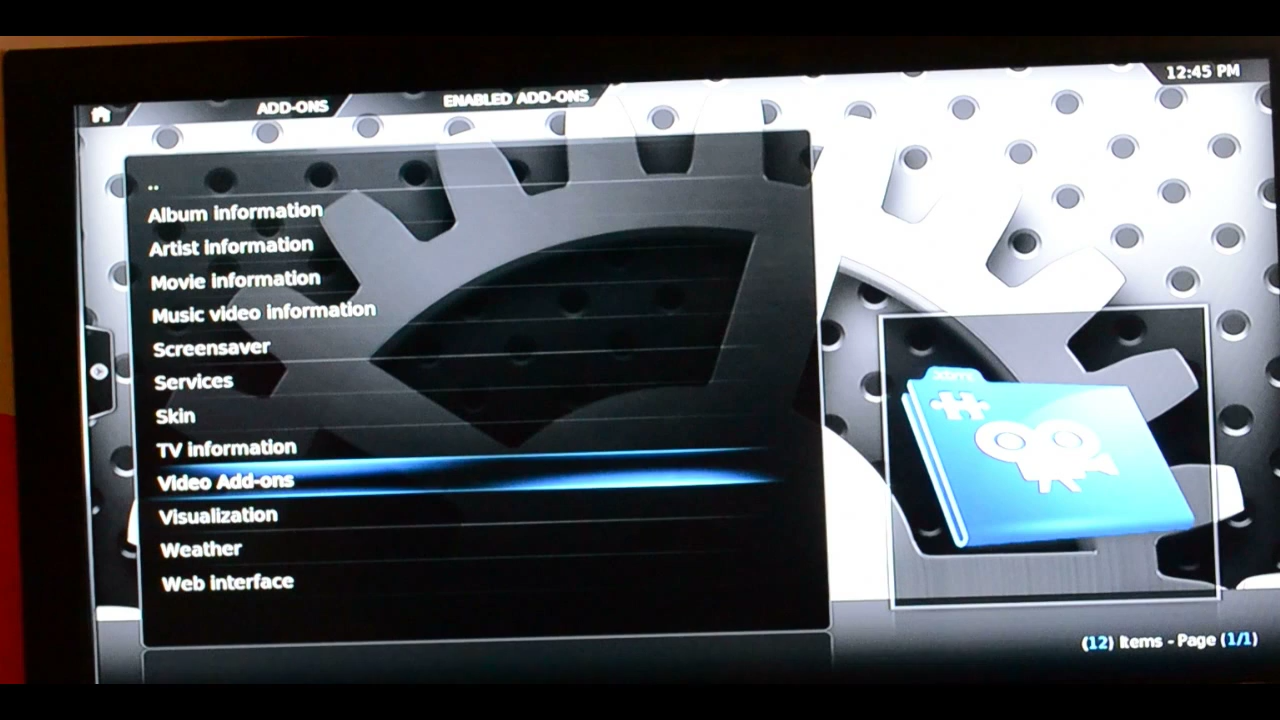 ADD-ONS
ENABLED ADD-ONS
12:45 PM
..
Album information
Artist information
Movie information
Music video information
Screensaver
Services
Skin
TV information
Video Add-ons
Visualization
Weather
Web interface
(12) Items - Page (1/1)